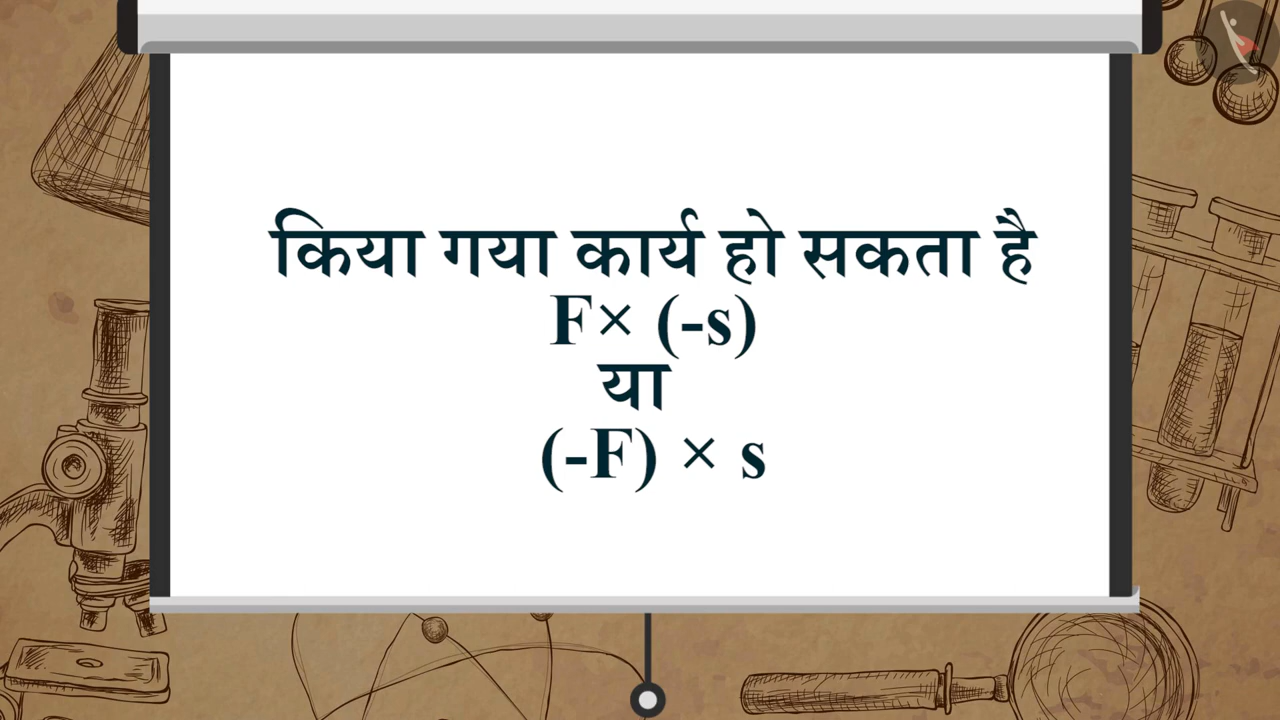 किया गया कार्य हो सकता है
F× (-s)
या
(-F) × s